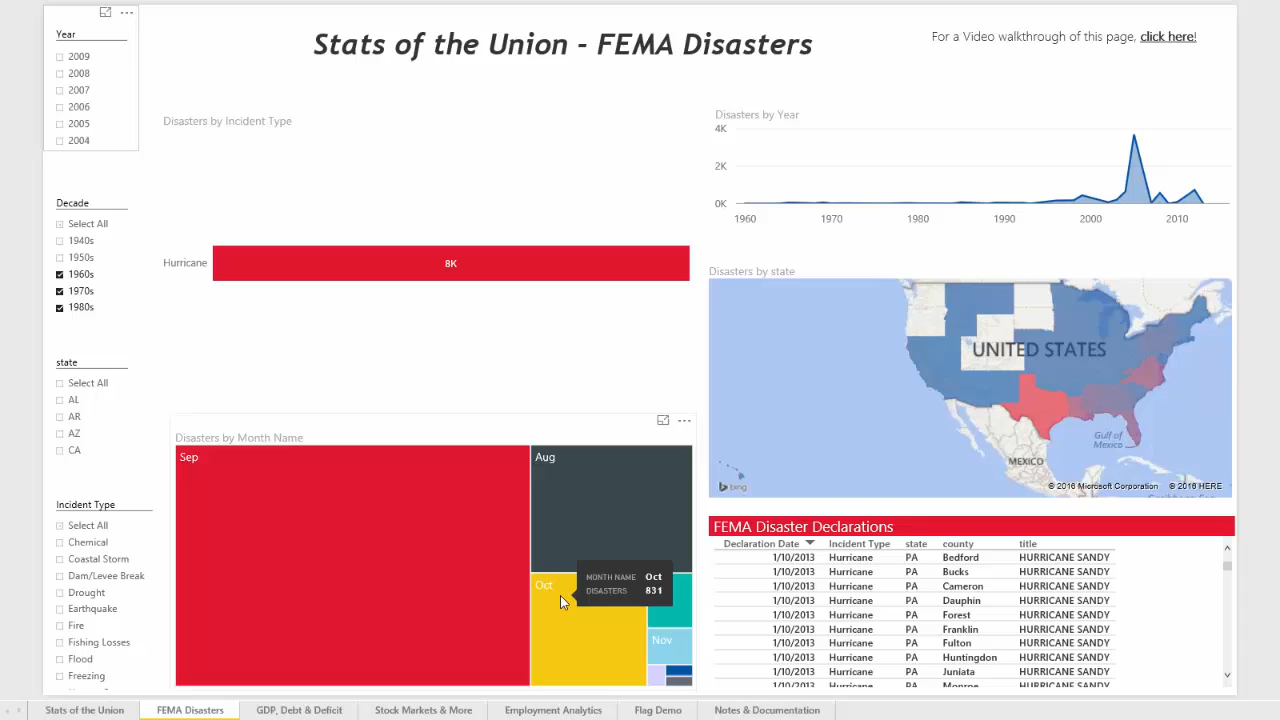 Stats of the Union - FEMA Disasters
For a Video walkthrough of this page, click here!
Year
2009
2008
2007
2006
2005
2004
Decade
Select All
1940s
1950s
1960s
1970s
1980s
state
Select All
AL
AR
AZ
CA
Incident Type
Select All
Chemical
Coastal Storm
Dam/Levee Break
Drought
Earthquake
Fire
Fishing Losses
Flood
Freezing
Disasters by Incident Type
Hurricane
8K
Disasters by Year
4K
2K
0K
1960 1970 1980 1990 2000 2010
Disasters by state
UNITED STATES
MEXICO
Gulf of
Mexico
bing
© 2016 Microsoft Corporation © 2016 HERE
Disasters by Month Name
Sep
Aug
Oct
Nov
MONTH NAME Oct
DISASTERS 831
FEMA Disaster Declarations
Declaration Date Incident Type state county title
1/10/2013 Hurricane PA Bedford HURRICANE SANDY
1/10/2013 Hurricane PA Bucks HURRICANE SANDY
1/10/2013 Hurricane PA Cameron HURRICANE SANDY
1/10/2013 Hurricane PA Dauphin HURRICANE SANDY
1/10/2013 Hurricane PA Forest HURRICANE SANDY
1/10/2013 Hurricane PA Franklin HURRICANE SANDY
1/10/2013 Hurricane PA Fulton HURRICANE SANDY
1/10/2013 Hurricane PA Huntingdon HURRICANE SANDY
1/10/2013 Hurricane PA Juniata HURRICANE SANDY
1/10/2013 Hurricane PA Monroe HURRICANE SANDY
Stats of the Union FEMA Disasters GDP, Debt & Deficit Stock Markets & More Employment Analytics Flag Demo Notes & Documentation